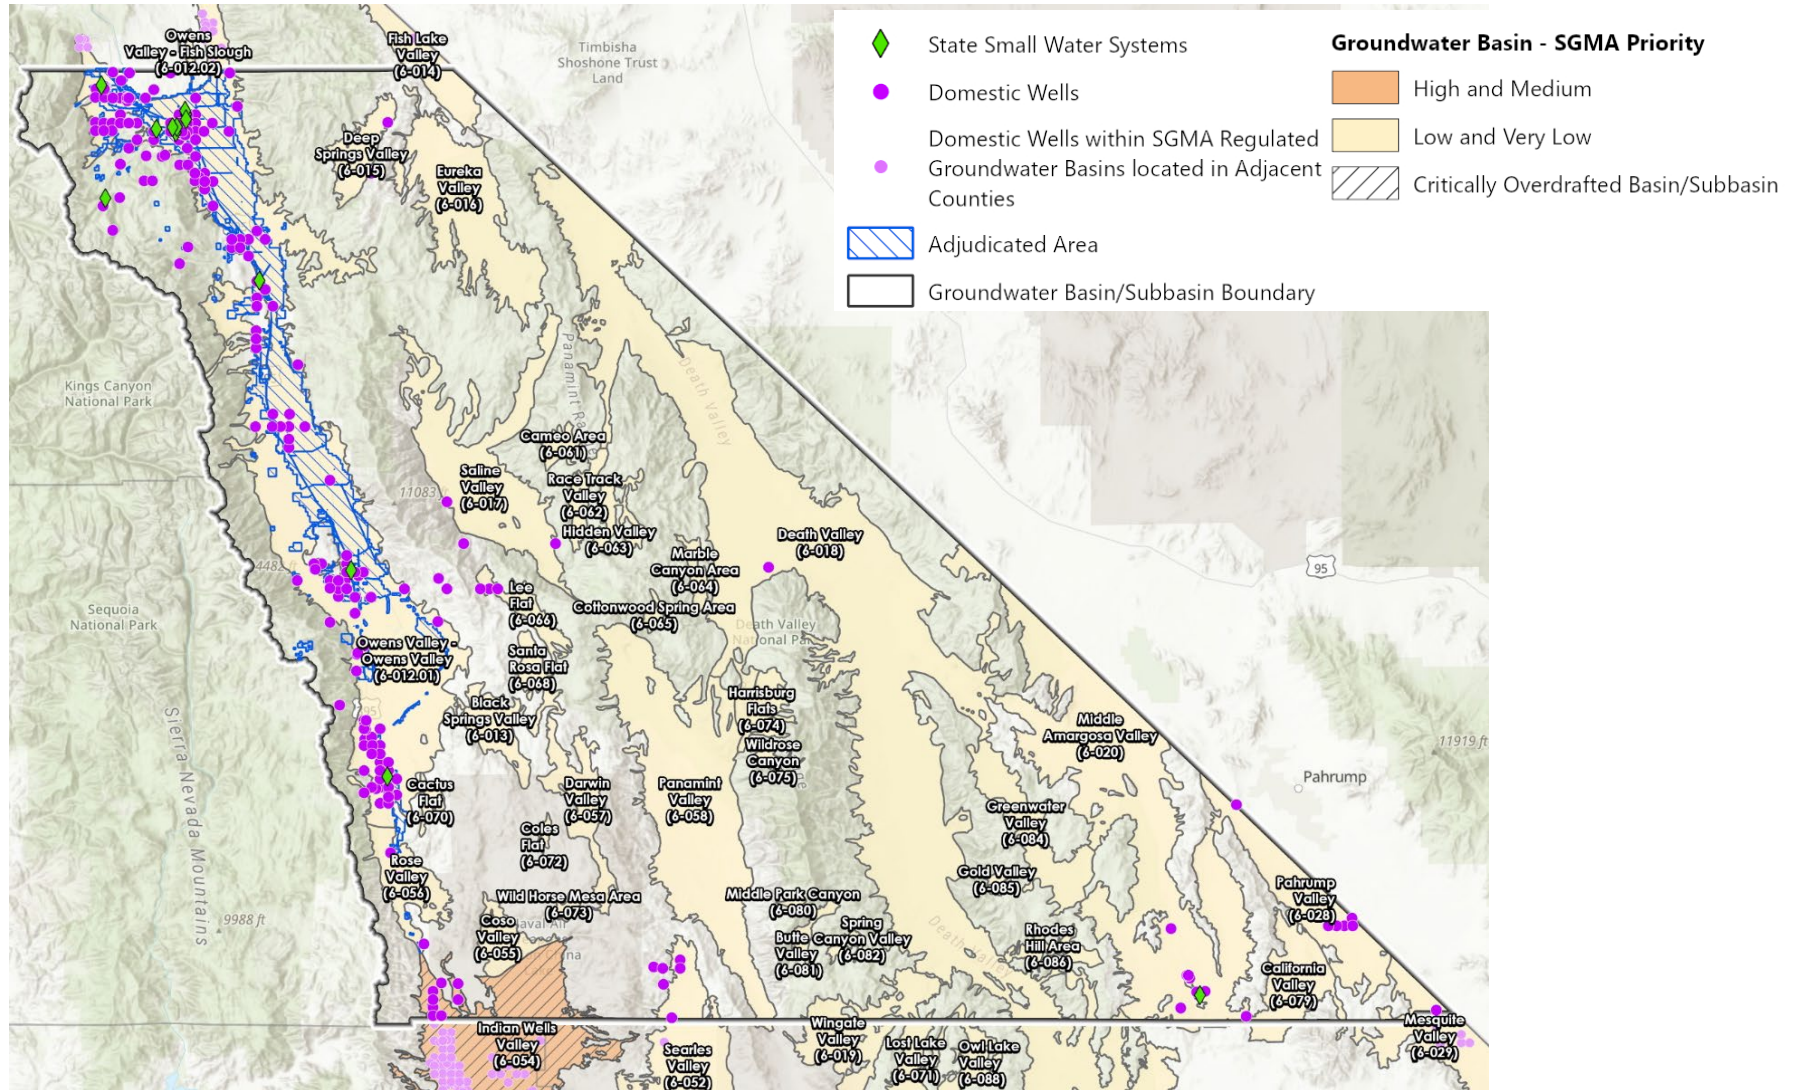 State Small Water Systems
Domestic Wells
Domestic Wells within SGMA Regulated
Groundwater Basins located in Adjacent
Counties
Adjudicated Area
Groundwater Basin/Subbasin Boundary
Groundwater Basin - SGMA Priority
High and Medium
Low and Very Low
Critically Overdrafted Basin/Subbasin
Owens
Valley - Fish Slough
(6-012.02)
Fish Lake
Valley
(6-014)
Timbisha
Shoshone Trust
Land
Deep
Springs Valley
(6-015)
Eureka
Valley
(6-016)
Kings Canyon
National Park
Death Valley
Cameo Area
(6-061)
Saline
Valley
(6-017)
11083
Race Track
Valley
(6-062)
Hidden Valley
(6-063)
Death Valley
(6-018)
Marble
Canyon Area
(6-064)
4482
95
Lee
Flat
(6-066)
Cottonwood Spring Area
(6-065)
Sequoia
National Park
Death Valley
National Park
Owens Valley -
Owens Valley
(6-012.01)
Santa
Rosa Flat
(6-068)
Black
Springs Valley
(6-013)
95
Harrisburg
Flats
(6-074)
Wildrose
Canyon
(6-075)
Middle
Amargosa Valley
(6-020)
11919 ft
Pahrump
Sierra Nevada Mountains
Cactus
Flat
(6-070)
Darwin
Valley
(6-057)
Panamint
Valley
(6-058)
Greenwater
Valley
(6-084)
Coles
Flat
(6-072)
Rose
Valley
(6-056)
Gold Valley
(6-085)
Wild Horse Mesa Area
(6-073)
Middle Park Canyon
(6-080)
Pahrump
Valley
(6-028)
9988 ft
Coso
Valley
(6-055)
Butte
Valley
(6-081)
Spring
Canyon Valley
(6-082)
Death Valley
Rhodes
Hill Area
(6-086)
California
Valley
(6-079)
Indian Wells
Valley
(6-054)
Searles
Valley
(6-052)
Wingate
Valley
(6-019)
Lost Lake
Valley
(6-071)
Owl Lake
Valley
(6-088)
Mesquite
Valley
(6-029)